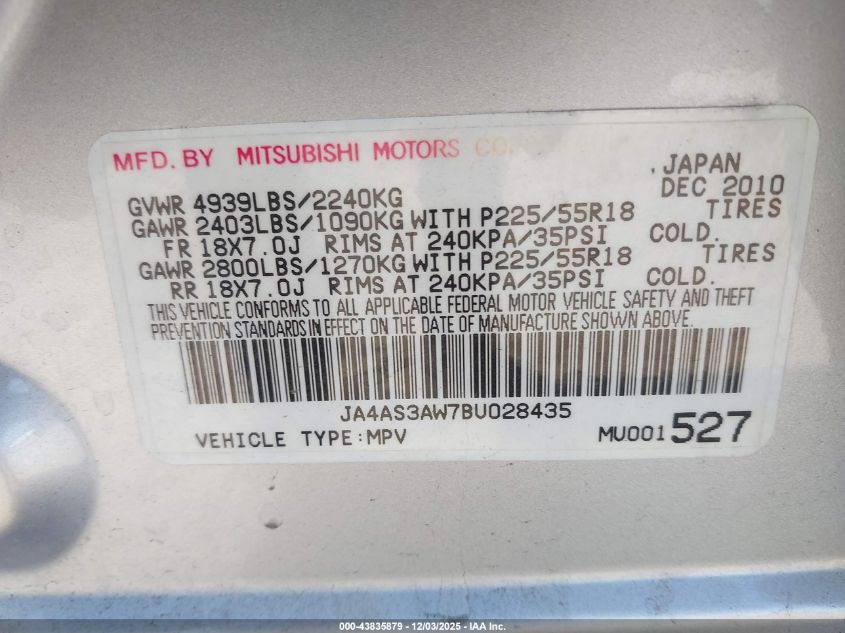 MFD. BY MITSUBISHI MOTORS CORPORATION
.JAPAN
DEC 2010
GVWR 4939LBS/2240KG
GAWR 2403LBS/1090KG WITH P225/55R18 TIRES
FR 18X7.0J RIMS AT 240KPA/35PSI COLD.
GAWR 2800LBS/1270KG WITH P225/55R18 TIRES
RR 18X7.0J RIMS AT 240KPA/35PSI COLD.
THIS VEHICLE CONFORMS TO ALL APPLICABLE FEDERAL MOTOR VEHICLE SAFETY AND THEFT
PREVENTION STANDARDS IN EFFECT ON THE DATE OF MANUFACTURE SHOWN ABOVE.
JA4AS3AW7BU028435
VEHICLE TYPE:MPV MU001527
000-43835879 - 12/03/2025 - IAA Inc.